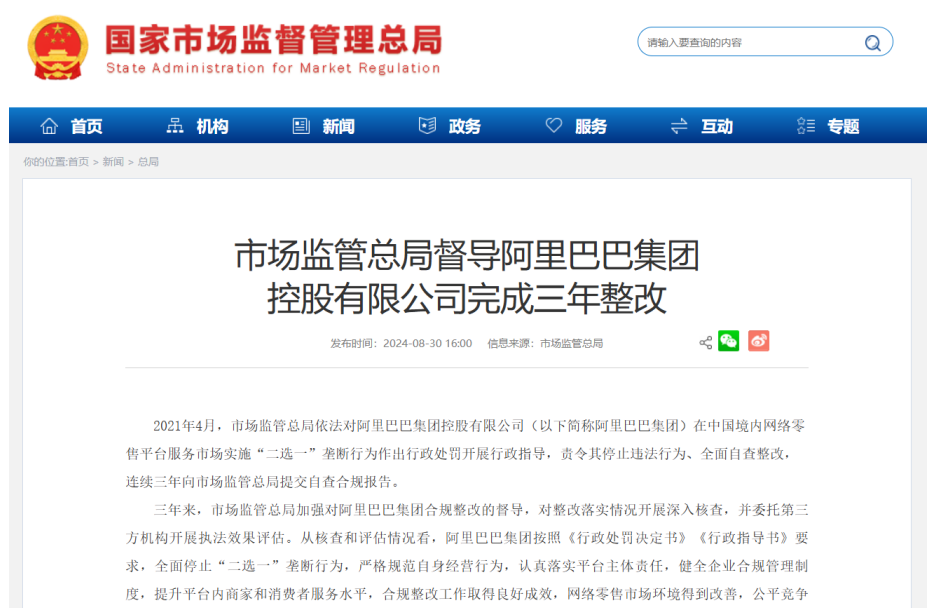 国家市场监督管理总局
State Administration for Market Regulation
请输入要查询的内容
首页 机构 新闻 政务 服务 互动 专题
你的位置:首页 > 新闻 > 总局
市场监管总局督导阿里巴巴集团
控股有限公司完成三年整改
发布时间：2024-08-30 16:00 信息来源：市场监管总局
2021年4月，市场监管总局依法对阿里巴巴集团控股有限公司（以下简称阿里巴巴集团）在中国境内网络零
售平台服务市场实施“二选一”垄断行为作出行政处罚开展行政指导，责令其停止违法行为、全面自查整改，
连续三年向市场监管总局提交自查合规报告。
三年来，市场监管总局加强对阿里巴巴集团合规整改的督导，对整改落实情况开展深入核查，并委托第三
方机构开展执法效果评估。从核查和评估情况看，阿里巴巴集团按照《行政处罚决定书》《行政指导书》要
求，全面停止“二选一”垄断行为，严格规范自身经营行为，认真落实平台主体责任，健全企业合规管理制
度，提升平台内商家和消费者服务水平，合规整改工作取得良好成效，网络零售市场环境得到改善，公平竞争